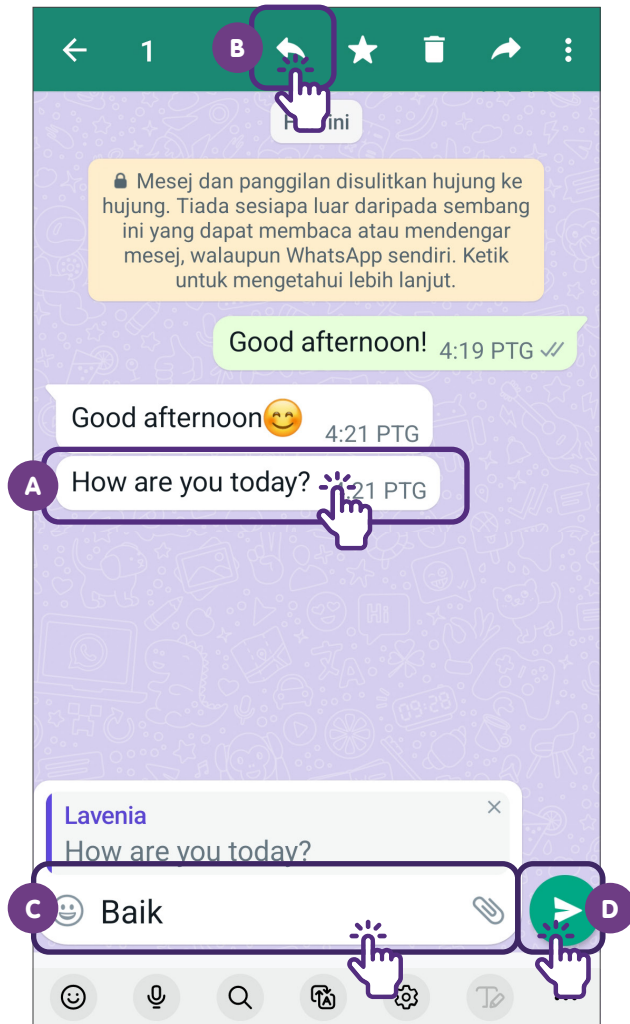 1
B
ini
Mesej dan panggilan disulitkan hujung ke
hujung. Tiada sesiapa luar daripada sembang
ini yang dapat membaca atau mendengar
mesej, walaupun WhatsApp sendiri. Ketik
untuk mengetahui lebih lanjut.
Good afternoon! 4:19 PTG
Good afternoon😊 4:21 PTG
A
How are you today? :21 PTG
Lavenia
How are you today?
C
Baik
D